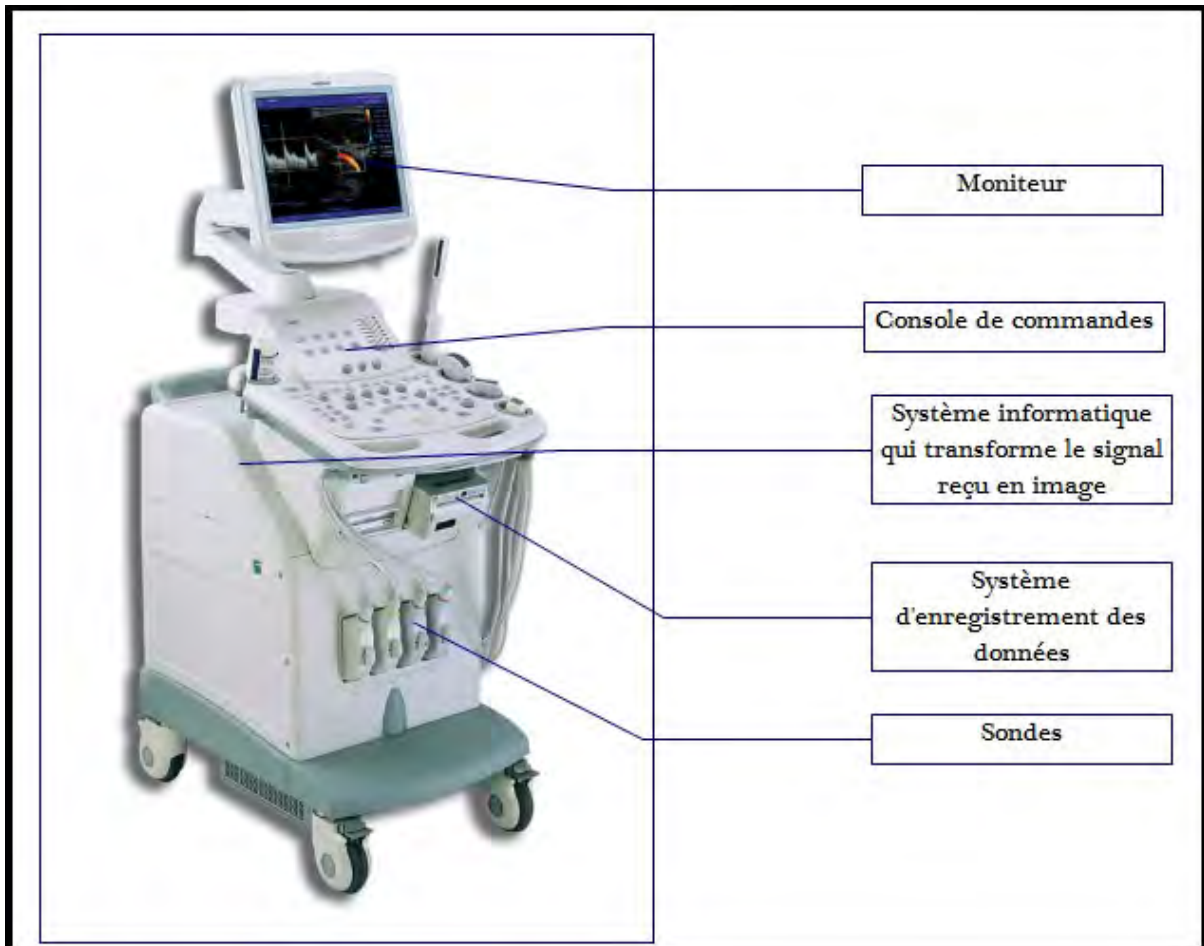 Moniteur
Console de commandes
Système informatique
qui transforme le signal
reçu en image
Système
d'enregistrement des
données
Sondes